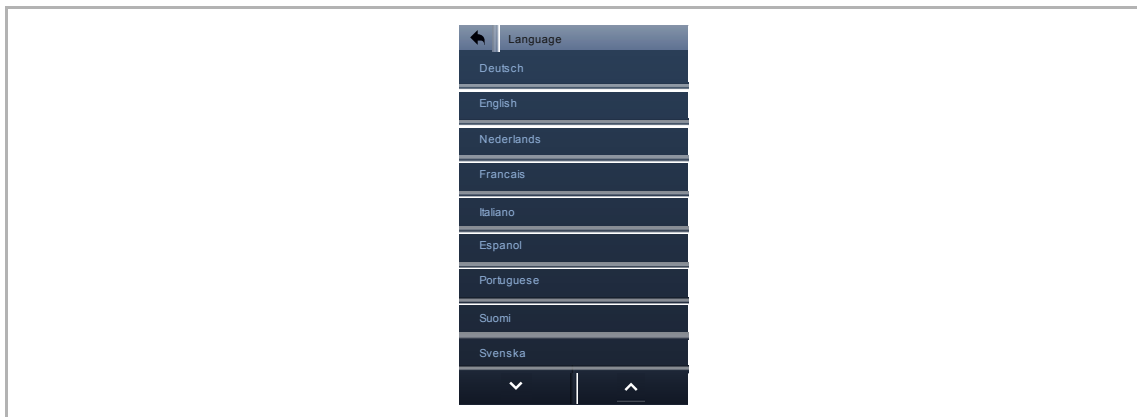 Language
Deutsch
English
Nederlands
Francais
Italiano
Espanol
Portuguese
Suomi
Svenska